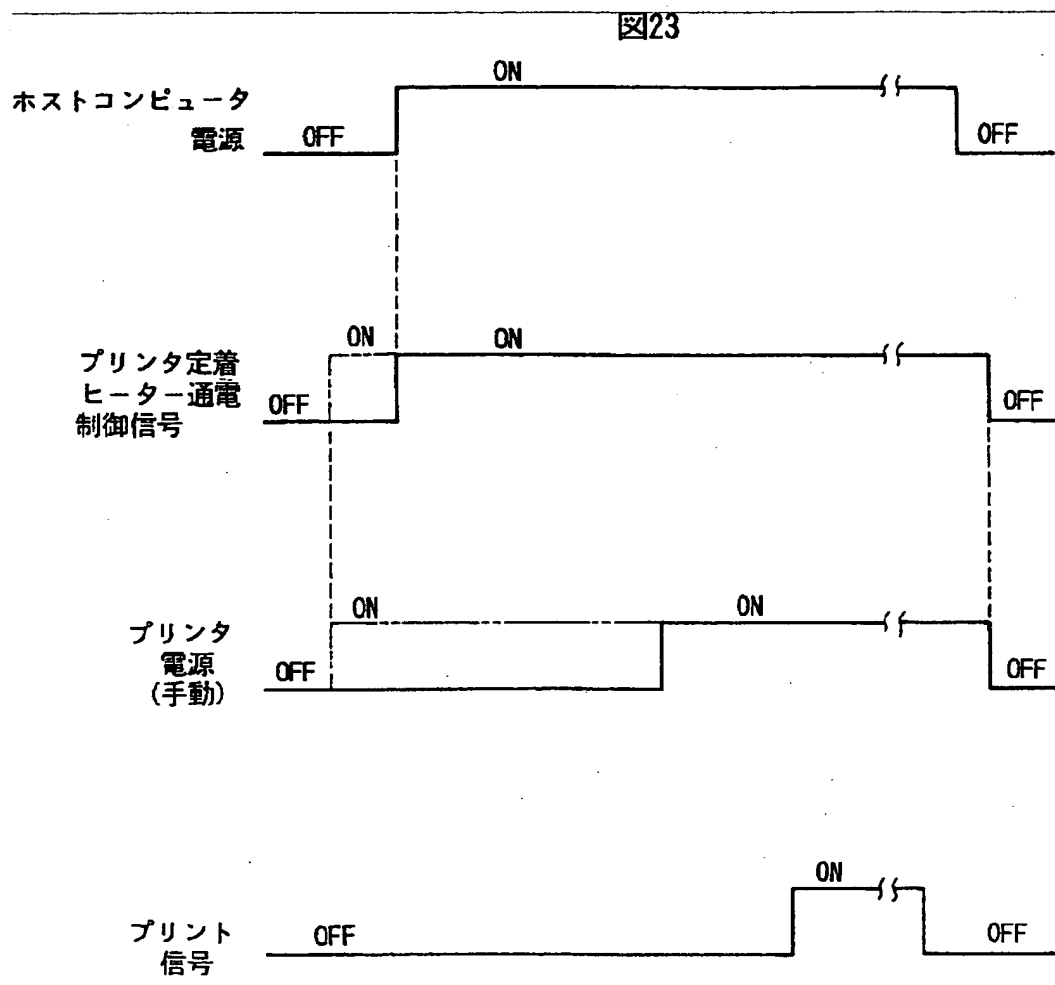 図23
ON
ホストコンピュータ
電源
OFF
OFF
ON
ON
プリンタ定着
ヒーター通電
制御信号
OFF
OFF
ON
ON
プリンタ
電源
(手動)
OFF
OFF
ON
プリント
信号
OFF
OFF